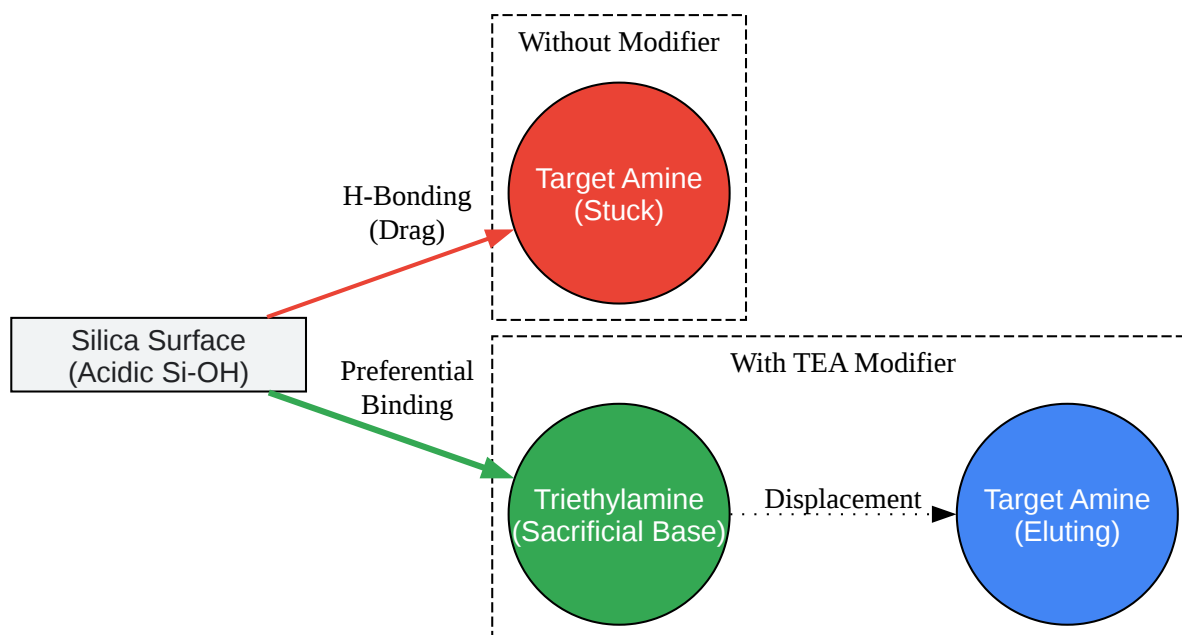 Without Modifier
Target Amine
(Stuck)
H-Bonding
(Drag)
Silica Surface
(Acidic Si-OH)
Preferential
Binding
With TEA Modifier
Triethylamine
(Sacrificial Base)
Displacement
Target Amine
(Eluting)